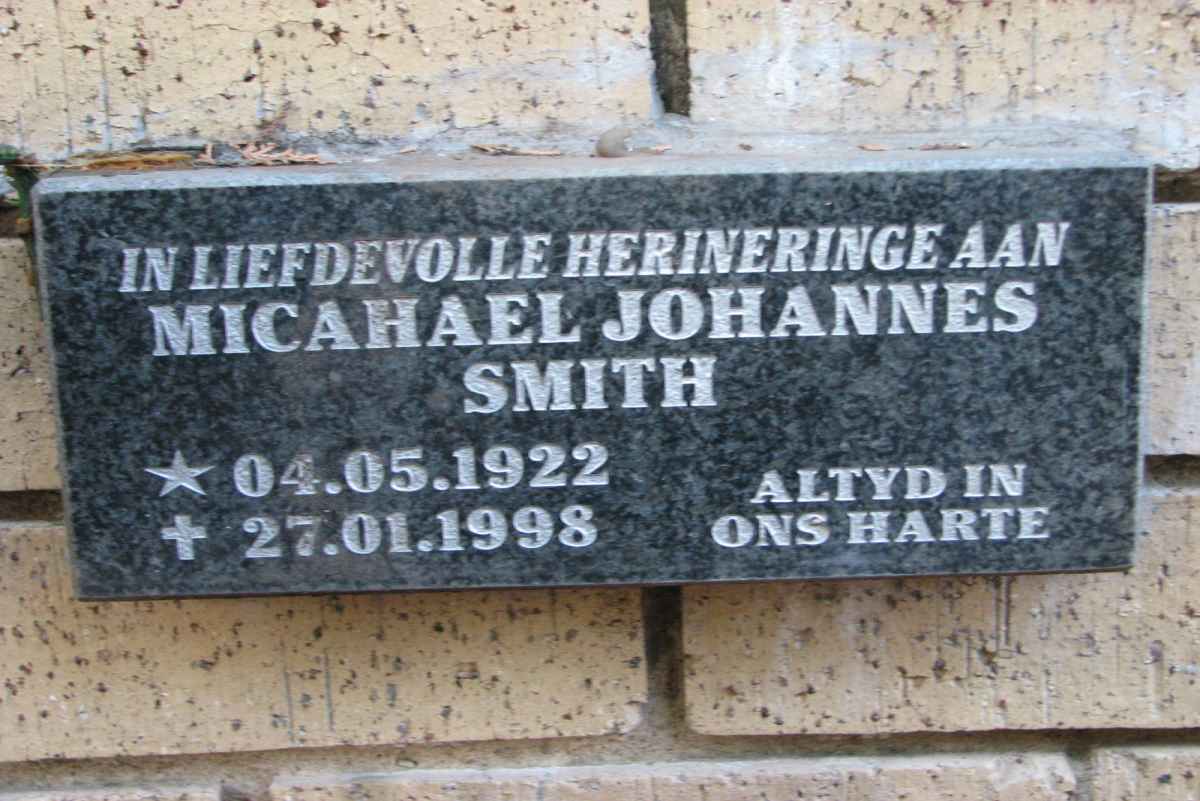 IN LIEFDEVOLLE HERINERINGE AAN
MICAHAEL JOHANNES
SMITH
04.05.1922
27.01.1998
ALTYD IN
ONS HARTE